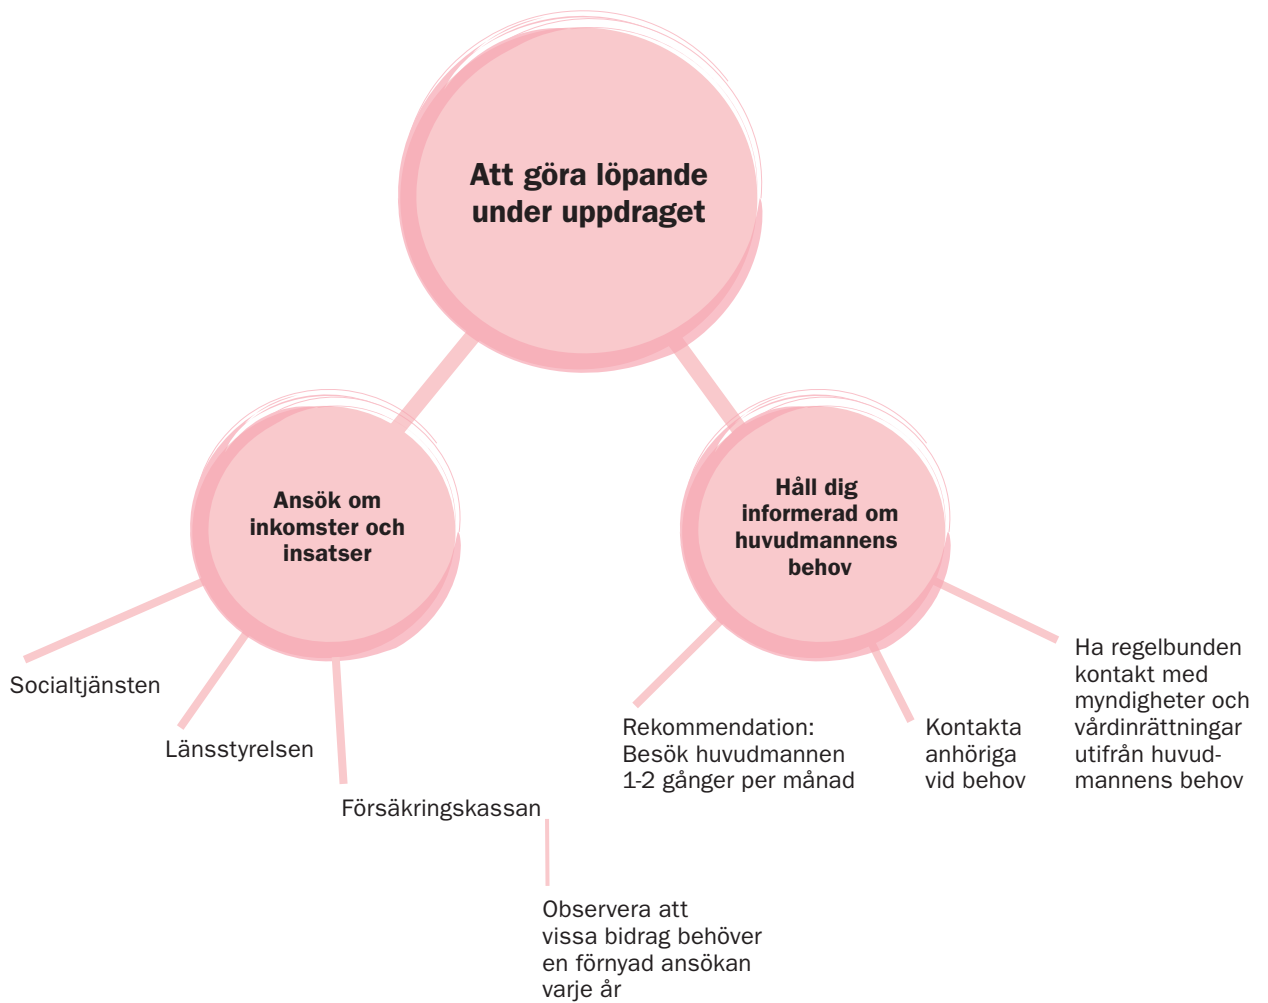 Att göra löpande
under uppdraget
Ansök om
inkomster och
insatser
Socialtjänsten
Länsstyrelsen
Försäkringskassan
Observera att
vissa bidrag behöver
en förnyad ansökan
varje år
Håll dig
informerad om
huvudmannens
behov
Rekommendation:
Besök huvudmannen
1-2 gånger per månad
Kontakta
anhöriga
vid behov
Ha regelbunden
kontakt med
myndigheter och
vårdinrättningar
utifrån huvud-
mannens behov